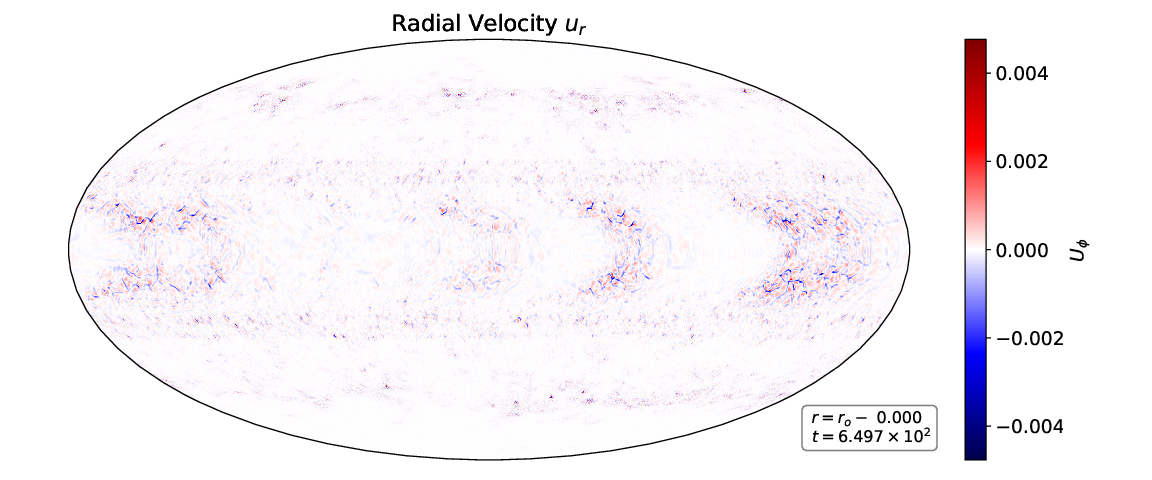 Radial Velocity $u_r$
0.004
0.002
0.000
−0.002
−0.004
$U_\phi$
$r = r_o -$ 0.000
$t = 6.497 \times 10^2$